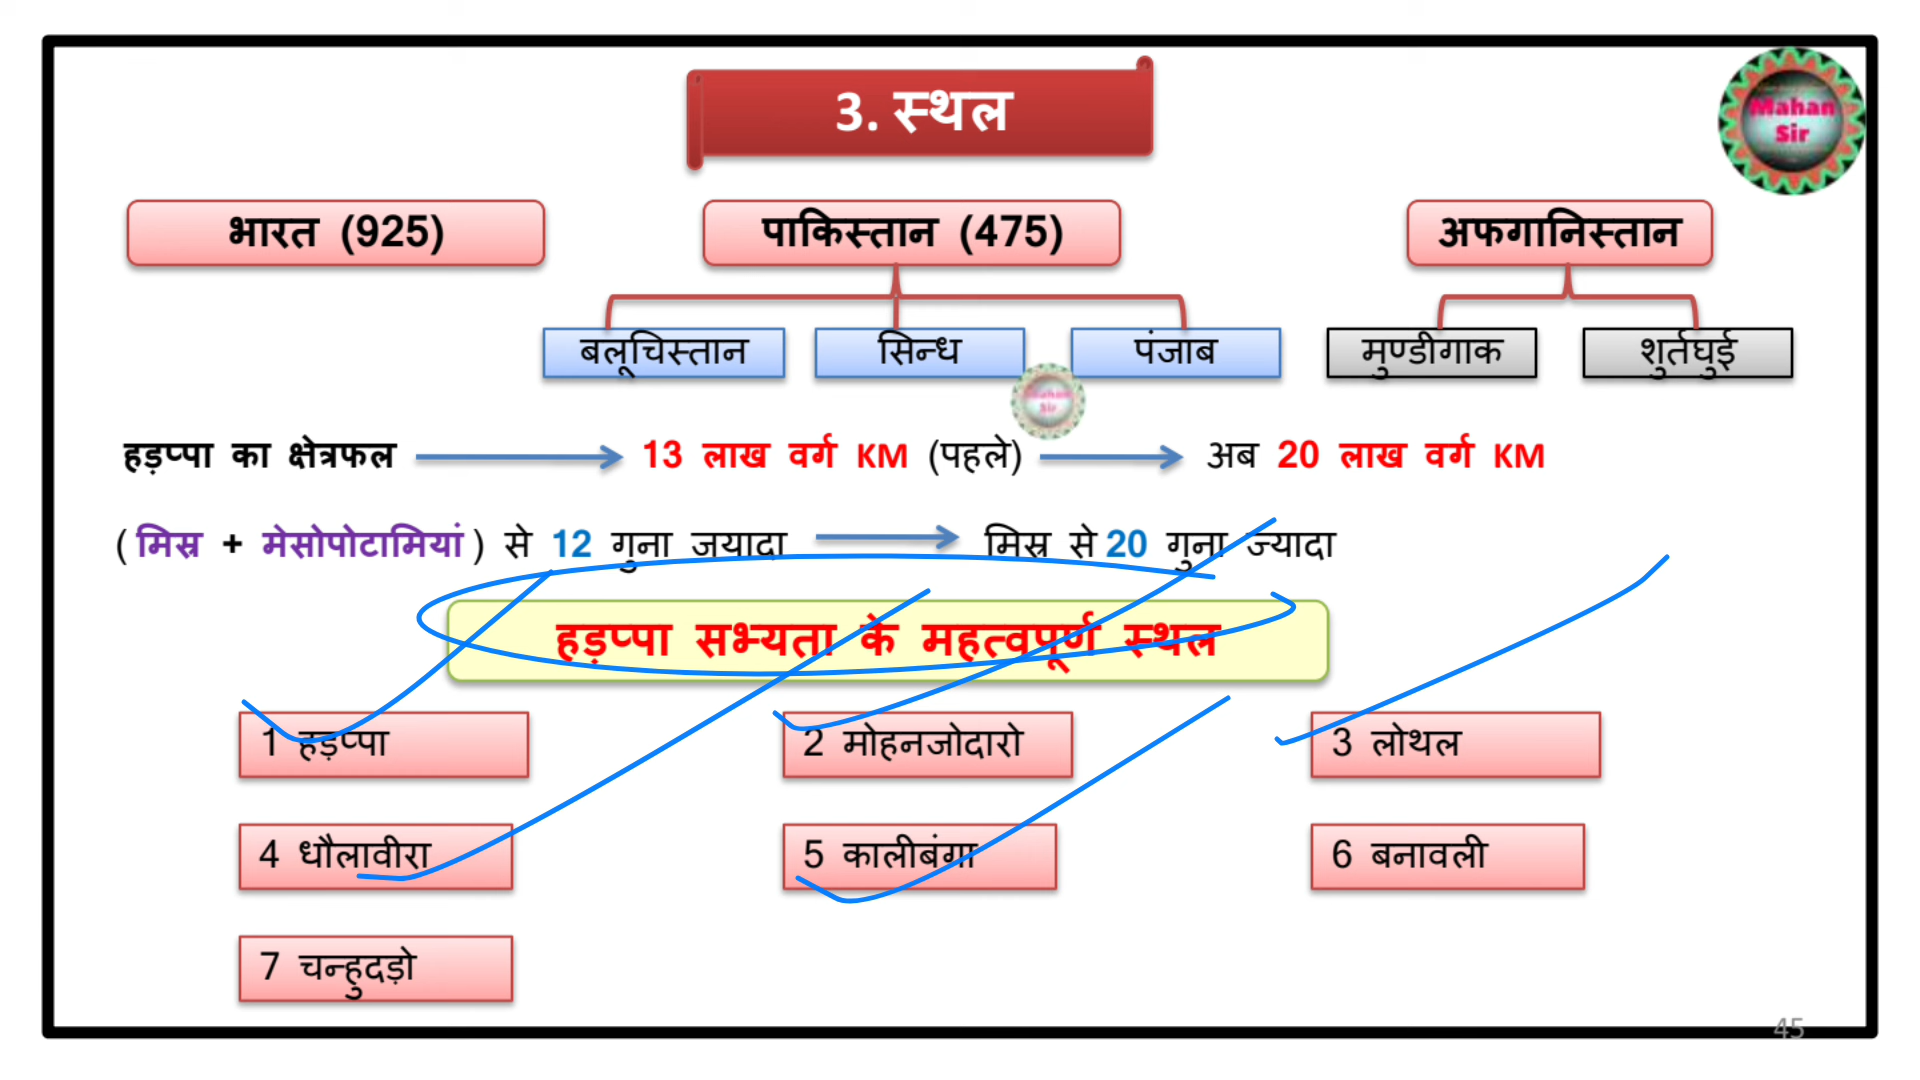 3. स्थल
Mahan
Sir
भारत (925)
पाकिस्तान (475)
अफगानिस्तान
बलूचिस्तान
सिन्ध
पंजाब
मुण्डीगाक
शुर्तघुई
Mahan
Sir
हड़प्पा का क्षेत्रफल 13 लाख वर्ग KM (पहले) अब 20 लाख वर्ग KM
( मिस्र + मेसोपोटामियां ) से 12 गुना जयादा मिस्र से 20 गुना ज्यादा
हड़प्पा सभ्यता के महत्वपूर्ण स्थल
1 हड़प्पा
2 मोहनजोदारो
3 लोथल
4 धौलावीरा
5 कालीबंगा
6 बनावली
7 चन्हुदड़ो
45